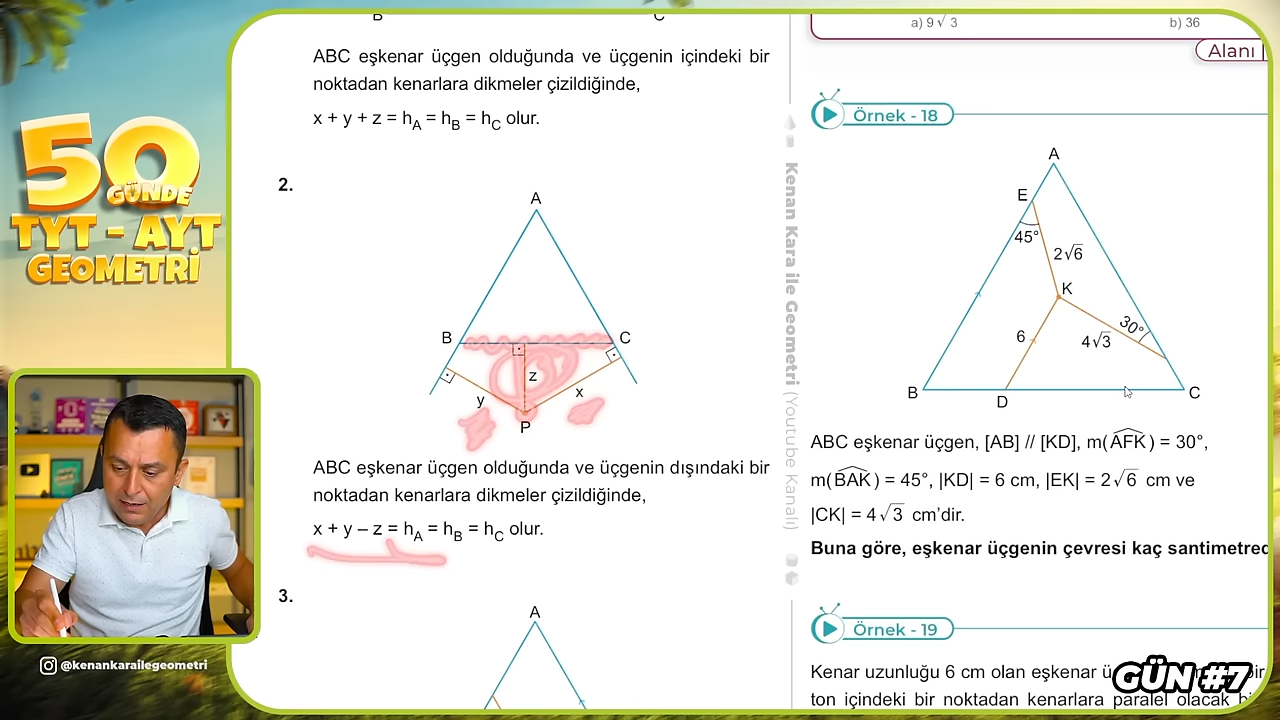 50
GÜNDE
TYT - AYT
GEOMETRİ
@kenankarailegeometri
B
C
ABC eşkenar üçgen olduğunda ve üçgenin içindeki bir
noktadan kenarlara dikmeler çizildiğinde,
x + y + z = hA = hB = hC olur.
2.
A
B
C
z
y
x
P
ABC eşkenar üçgen olduğunda ve üçgenin dışındaki bir
noktadan kenarlara dikmeler çizildiğinde,
x + y – z = hA = hB = hC olur.
3.
A
Kenan Kara ile Geometri (Youtube Kanalı)
a) 9√3
b) 36
Alanı
Örnek - 18
A
E
45°
2√6
K
30°
6
4√3
B
D
C
ABC eşkenar üçgen, [AB] // [KD], m(AFK) = 30°,
m(BAK) = 45°, |KD| = 6 cm, |EK| = 2√6 cm ve
|CK| = 4√3 cm'dir.
Buna göre, eşkenar üçgenin çevresi kaç santimetred
Örnek - 19
Kenar uzunluğu 6 cm olan eşkenar ü
ton içindeki bir noktadan kenarlara paralel olacak
GÜN #7